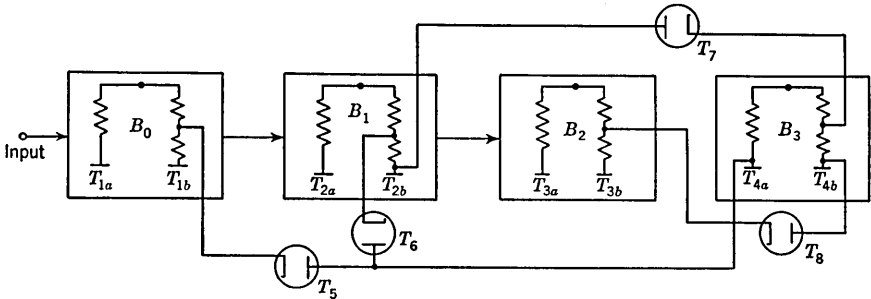 T7
B0
B1
B2
B3
Input
T1a T1b
T2a T2b
T3a T3b
T4a T4b
T6
T8
T5